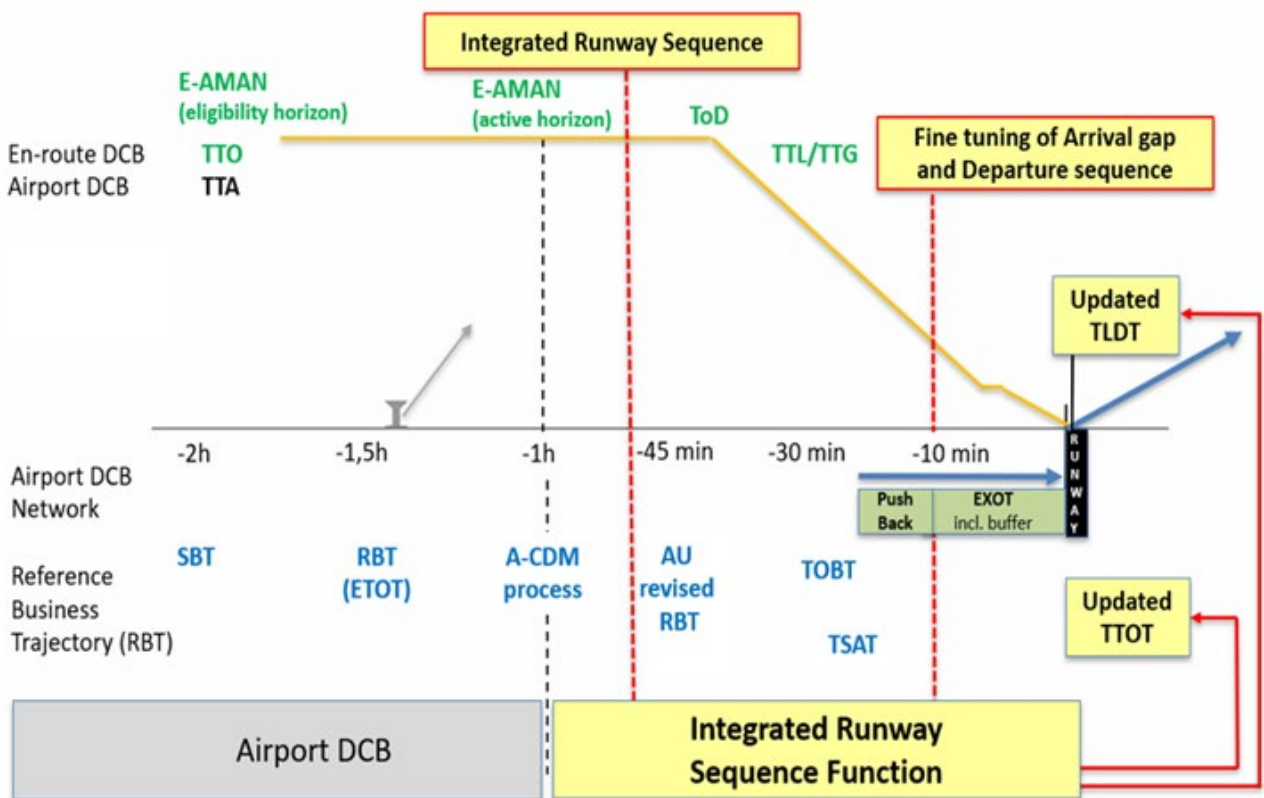 Integrated Runway Sequence
E-AMAN
(eligibility horizon)
E-AMAN
(active horizon)
ToD
Fine tuning of Arrival gap
and Departure sequence
En-route DCB
TTO
TTL/TTG
Airport DCB
TTA
Updated
TLDT
-2h
-1,5h
-1h
-45 min
-30 min
-10 min
RUNWAY
Airport DCB
Network
Push
Back
EXOT
incl. buffer
Reference
Business
Trajectory (RBT)
SBT
RBT
(ETOT)
A-CDM
process
AU
revised
RBT
TOBT
TSAT
Updated
TTOT
Airport DCB
Integrated Runway
Sequence Function